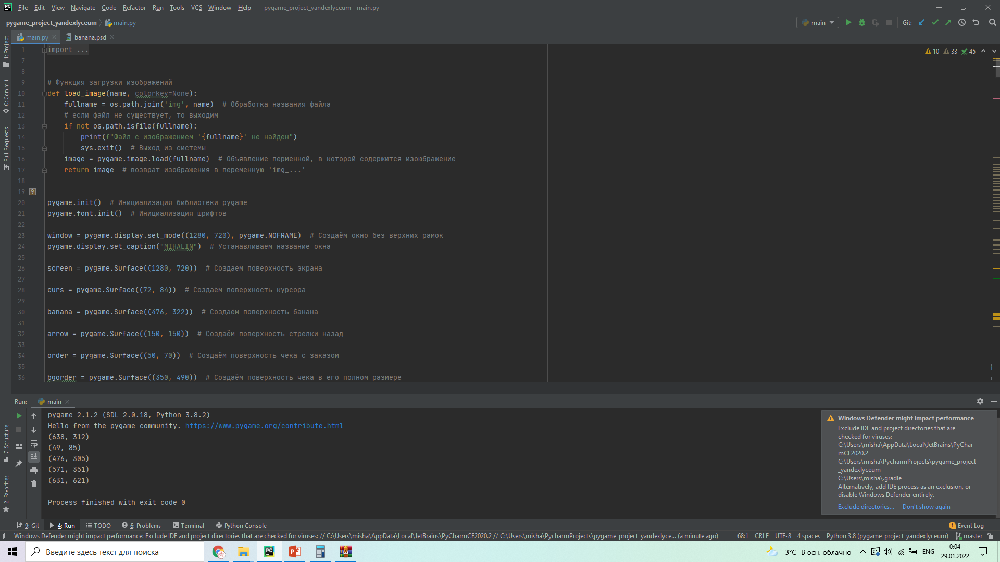 PC File Edit View Navigate Code Refactor Run Tools VCS Window Help pygame_project_yandexlyceum - main.py
pygame_project_yandexlyceum main.py main Git:
main.py banana.psd
1: Project
0: Commit
Pull Requests
7: Structure
2: Favorites
10 33 45
1 import ...
7
8
9 # Функция загрузки изображений
10 def load_image(name, colorkey=None):
11 fullname = os.path.join('img', name) # Обработка названия файла
12 # если файл не существует, то выходим
13 if not os.path.isfile(fullname):
14 print(f"Файл с изображением '{fullname}' не найден")
15 sys.exit() # Выход из системы
16 image = pygame.image.load(fullname) # Объявление перменной, в которой содержится изоюбражение
17 return image # возврат изображения в переменную 'img_...'
18
19 9
20 pygame.init() # Инициализация библиотеки pygame
21 pygame.font.init() # Инициализация шрифтов
22
23 window = pygame.display.set_mode((1280, 720), pygame.NOFRAME) # Создаём окно без верхних рамок
24 pygame.display.set_caption("MIHALIN") # Устанавливаем название окна
25
26 screen = pygame.Surface((1280, 720)) # Создаём поверхность экрана
27
28 curs = pygame.Surface((72, 84)) # Создаём поверхность курсора
29
30 banana = pygame.Surface((476, 322)) # Создаём поверхность банана
31
32 arrow = pygame.Surface((150, 150)) # Создаём поверхность стрелки назад
33
34 order = pygame.Surface((50, 70)) # Создаём поверхность чека с заказом
35
36 bgorder = pygame.Surface((350, 490)) # Создаём поверхность чека в его полном размере
Run: main
pygame 2.1.2 (SDL 2.0.18, Python 3.8.2)
Hello from the pygame community. https://www.pygame.org/contribute.html
(638, 312)
(49, 85)
(476, 305)
(571, 351)
(631, 621)
Process finished with exit code 0
Windows Defender might impact performance
Exclude IDE and project directories that are
checked for viruses:
C:\Users\misha\AppData\Local\JetBrains\PyChar
mCE2020.2
C:\Users\misha\PycharmProjects\pygame_project
_yandexlyceum
C:\Users\misha\.gradle
Alternatively, add IDE process as an exclusion, or
disable Windows Defender entirely.
Exclude directories... Don't show again
9: Git 4: Run TODO 6: Problems Terminal Python Console 1 Event Log
Windows Defender might impact performance: Exclude IDE and project directories that are checked for viruses: // C:\Users\misha\AppData\Local\JetBrains\PyCharmCE2020.2 // C:\Users\misha\PycharmProjects\pygame_project_yandexlyce... (a minute ago) 68:1 CRLF UTF-8 4 spaces Python 3.8 (pygame_project_yandexlyceum) master
Введите здесь текст для поиска PC P -3°C В осн. облачно ENG 0:04
29.01.2022